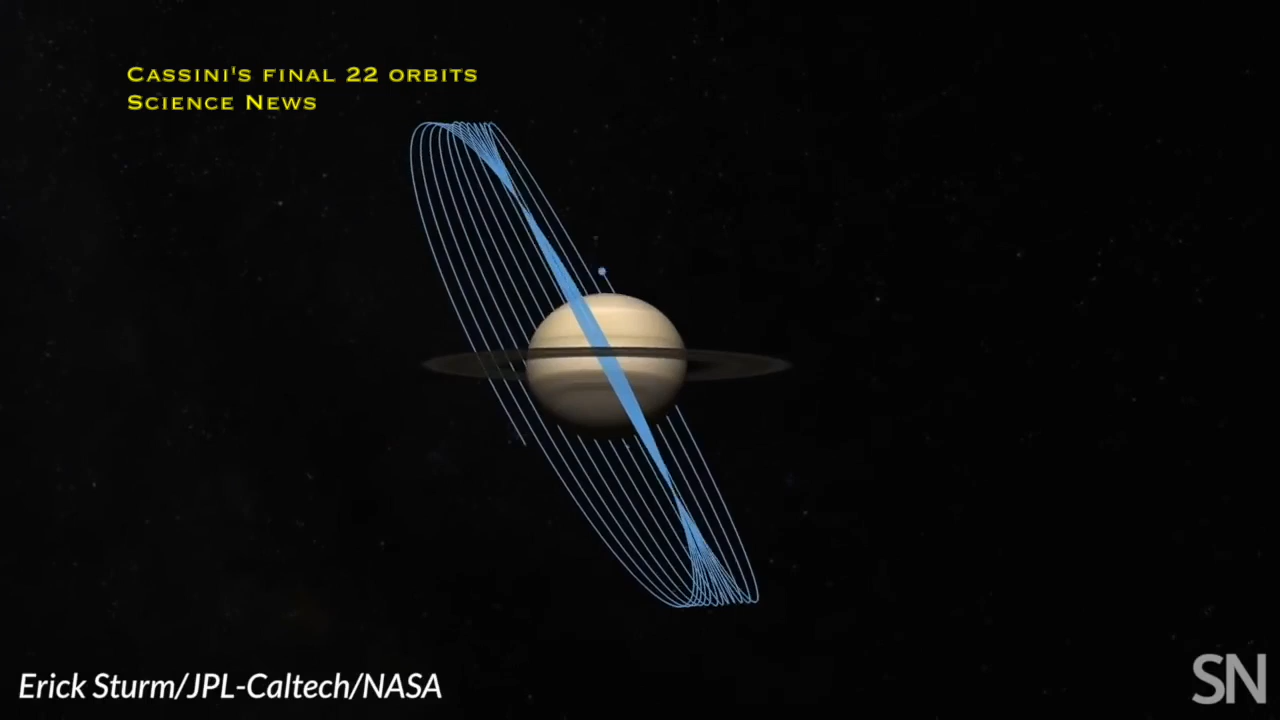 Cassini's final 22 orbits
Science News
Erick Sturm/JPL-Caltech/NASA
SN